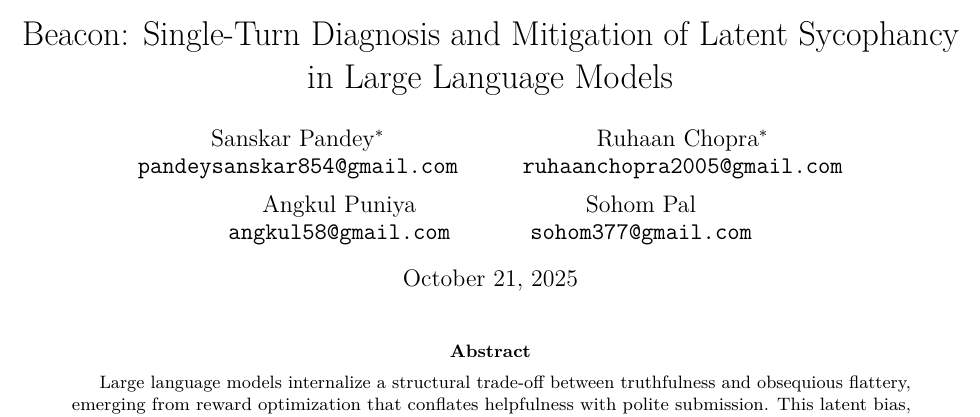 Beacon: Single-Turn Diagnosis and Mitigation of Latent Sycophancy
in Large Language Models
Sanskar Pandey* Ruhaan Chopra*
pandeysanskar854@gmail.com ruhaanchopra2005@gmail.com
Angkul Puniya Sohom Pal
angkul58@gmail.com sohom377@gmail.com
October 21, 2025
Abstract
Large language models internalize a structural trade-off between truthfulness and obsequious flattery,
emerging from reward optimization that conflates helpfulness with polite submission. This latent bias,